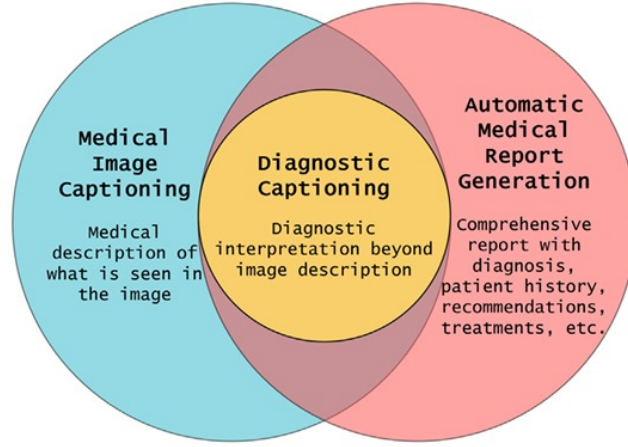 Medical
Image
Captioning
Medical
description of
what is seen in
the image
Diagnostic
Captioning
Diagnostic
interpretation beyond
image description
Automatic
Medical
Report
Generation
Comprehensive
report with
diagnosis,
patient history,
recommendations,
treatments, etc.